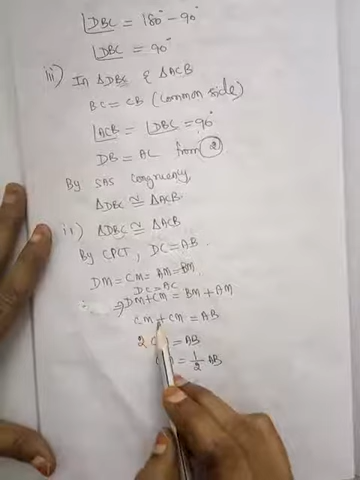 ∠DBC = 180° - 90°
∠DBC = 90°
iii) In ΔDBC & ΔACB
BC = CB (common side)
∠ACB = ∠DBC = 90°
DB = AC from (2)
By SAS congruency
ΔDBC ≅ ΔACB.
iv) ΔDBC ≅ ΔACB
By CPCT, DC = AB.
DM = CM = AM = BM
DC = AC
∴ ⇒ DM + CM = BM + AM
CM + CM = AB
2 = AB
= 1/2 AB